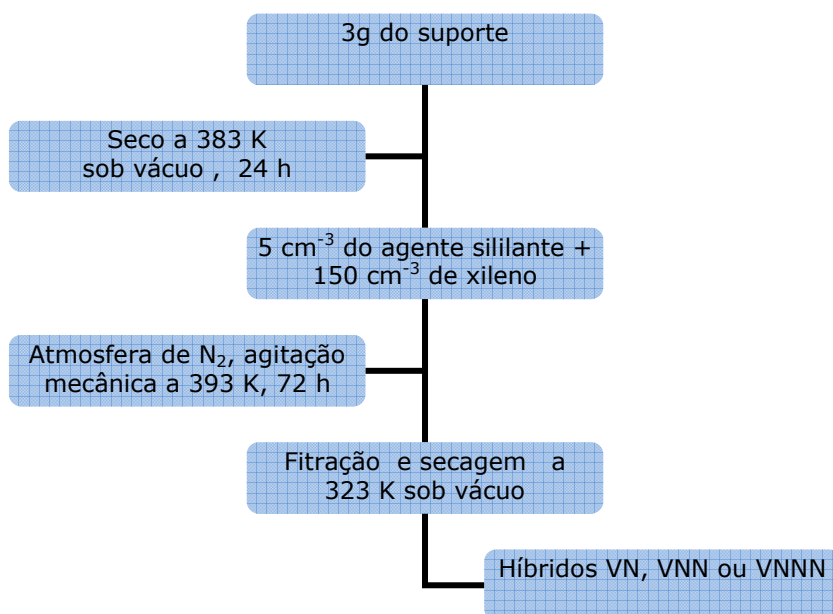 3g do suporte
Seco a 383 K
sob vácuo , 24 h
5 cm⁻³ do agente sililante +
150 cm⁻³ de xileno
Atmosfera de N₂, agitação
mecânica a 393 K, 72 h
Fitração e secagem a
323 K sob vácuo
Híbridos VN, VNN ou VNNN